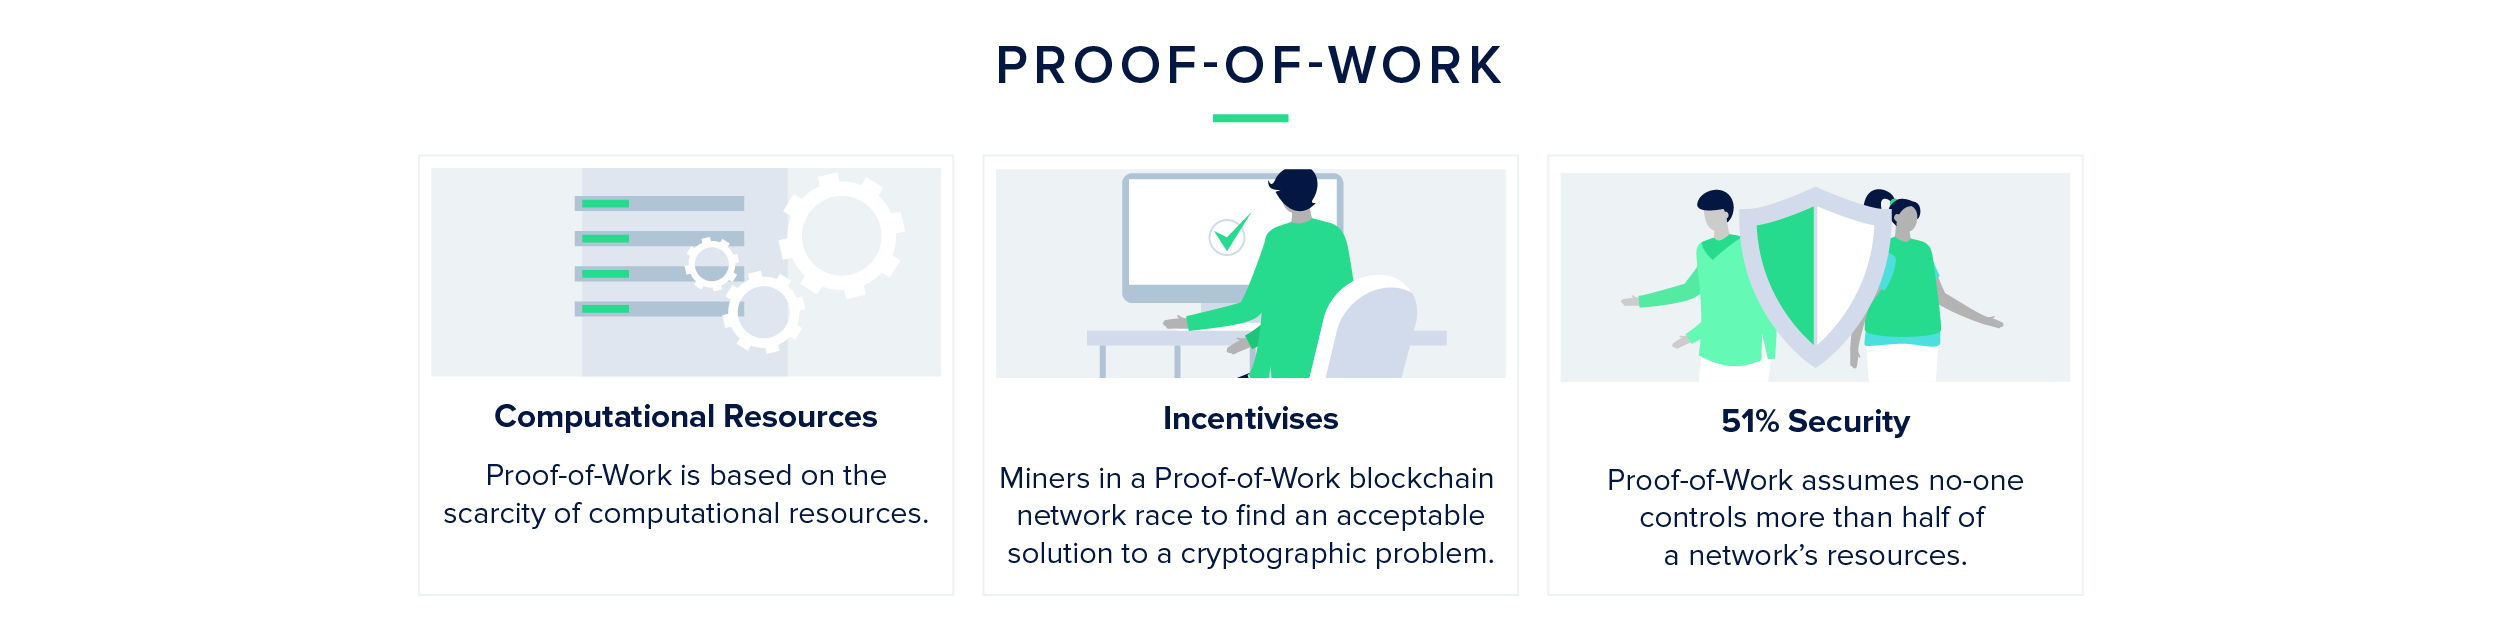 PROOF-OF-WORK
Computational Resources
Proof-of-Work is based on the
scarcity of computational resources.
Incentivises
Miners in a Proof-of-Work blockchain
network race to find an acceptable
solution to a cryptographic problem.
51% Security
Proof-of-Work assumes no-one
controls more than half of
a network’s resources.